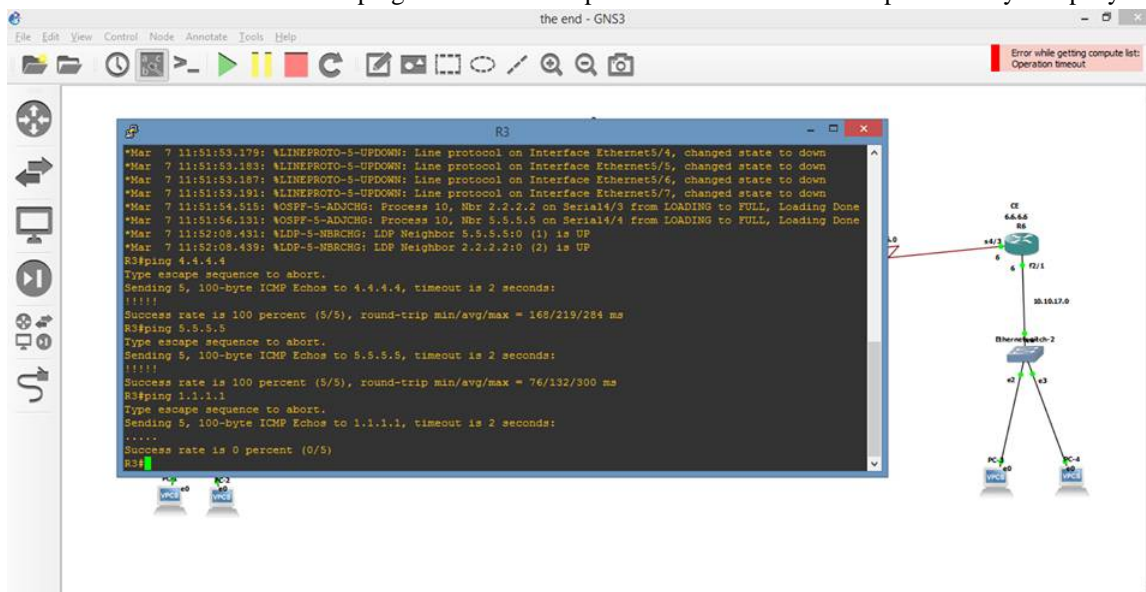 the end - GNS3
File Edit View Control Node Annotate Tools Help
Error while getting compute list:
Operation timeout
R3
*Mar 7 11:51:53.179: %LINEPROTO-5-UPDOWN: Line protocol on Interface Ethernet5/4, changed state to down
*Mar 7 11:51:53.183: %LINEPROTO-5-UPDOWN: Line protocol on Interface Ethernet5/5, changed state to down
*Mar 7 11:51:53.187: %LINEPROTO-5-UPDOWN: Line protocol on Interface Ethernet5/6, changed state to down
*Mar 7 11:51:53.191: %LINEPROTO-5-UPDOWN: Line protocol on Interface Ethernet5/7, changed state to down
*Mar 7 11:51:54.515: %OSPF-5-ADJCHG: Process 10, Nbr 2.2.2.2 on Serial4/3 from LOADING to FULL, Loading Done
*Mar 7 11:51:56.131: %OSPF-5-ADJCHG: Process 10, Nbr 5.5.5.5 on Serial4/4 from LOADING to FULL, Loading Done
*Mar 7 11:52:08.431: %LDP-5-NBRCHG: LDP Neighbor 5.5.5.5:0 (1) is UP
*Mar 7 11:52:08.439: %LDP-5-NBRCHG: LDP Neighbor 2.2.2.2:0 (2) is UP
R3#ping 4.4.4.4
Type escape sequence to abort.
Sending 5, 100-byte ICMP Echos to 4.4.4.4, timeout is 2 seconds:
!!!!!
Success rate is 100 percent (5/5), round-trip min/avg/max = 168/219/284 ms
R3#ping 5.5.5.5
Type escape sequence to abort.
Sending 5, 100-byte ICMP Echos to 5.5.5.5, timeout is 2 seconds:
!!!!!
Success rate is 100 percent (5/5), round-trip min/avg/max = 76/132/300 ms
R3#ping 1.1.1.1
Type escape sequence to abort.
Sending 5, 100-byte ICMP Echos to 1.1.1.1, timeout is 2 seconds:
.....
Success rate is 0 percent (0/5)
R3#
CE
6.6.6.6
R6
s4/3
6
6
f2/1
10.10.17.0
e2
e3
PC-2
e0
e0
VPCS
VPCS
PC-4
e0
e0
VPCS
VPCS